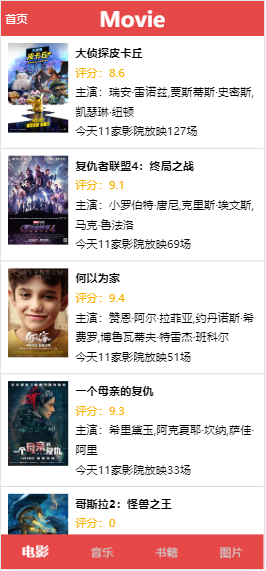 首页
Movie
大侦探皮卡丘
评分：8.6
主演：瑞安·雷诺兹,贾斯蒂斯·史密斯,
凯瑟琳·纽顿
今天11家影院放映127场
复仇者联盟4：终局之战
评分：9.1
主演：小罗伯特·唐尼,克里斯·埃文斯,
马克·鲁法洛
今天11家影院放映69场
何以为家
评分：9.4
主演：赞恩·阿尔·拉菲亚,约丹诺斯·希
费罗,博鲁瓦蒂夫·特雷杰·班科尔
今天11家影院放映51场
一个母亲的复仇
评分：9.3
主演：希里黛玉,阿克夏耶·坎纳,萨佳·
阿里
今天11家影院放映33场
哥斯拉2：怪兽之王
评分：0
电影
音乐
书籍
图片